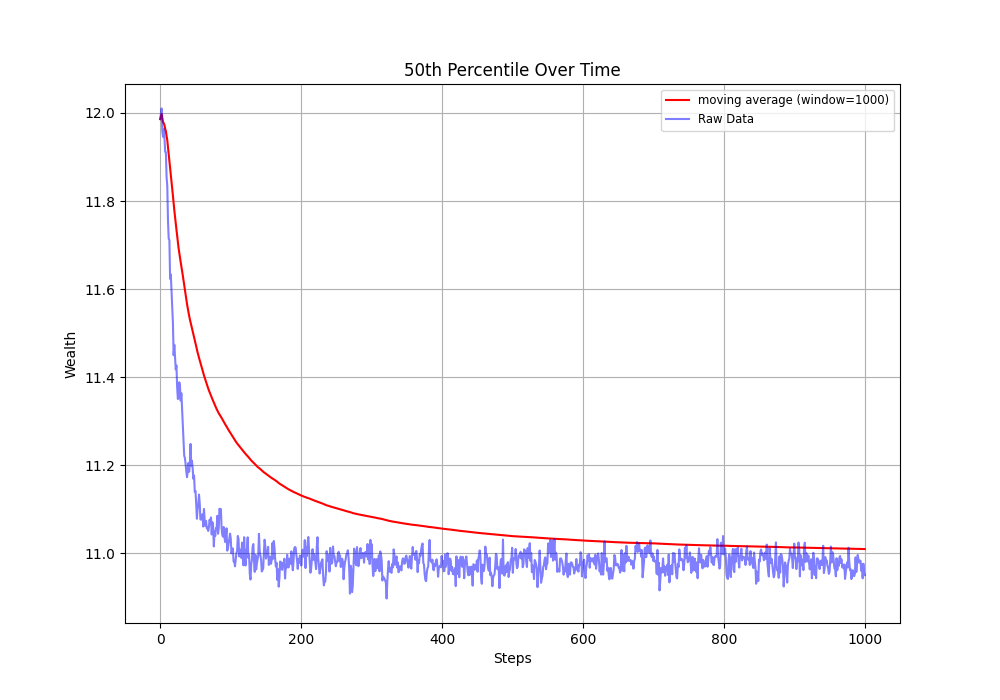 50th Percentile Over Time
moving average (window=1000)
Raw Data
12.0
11.8
11.6
11.4
11.2
11.0
Wealth
0 200 400 600 800 1000
Steps